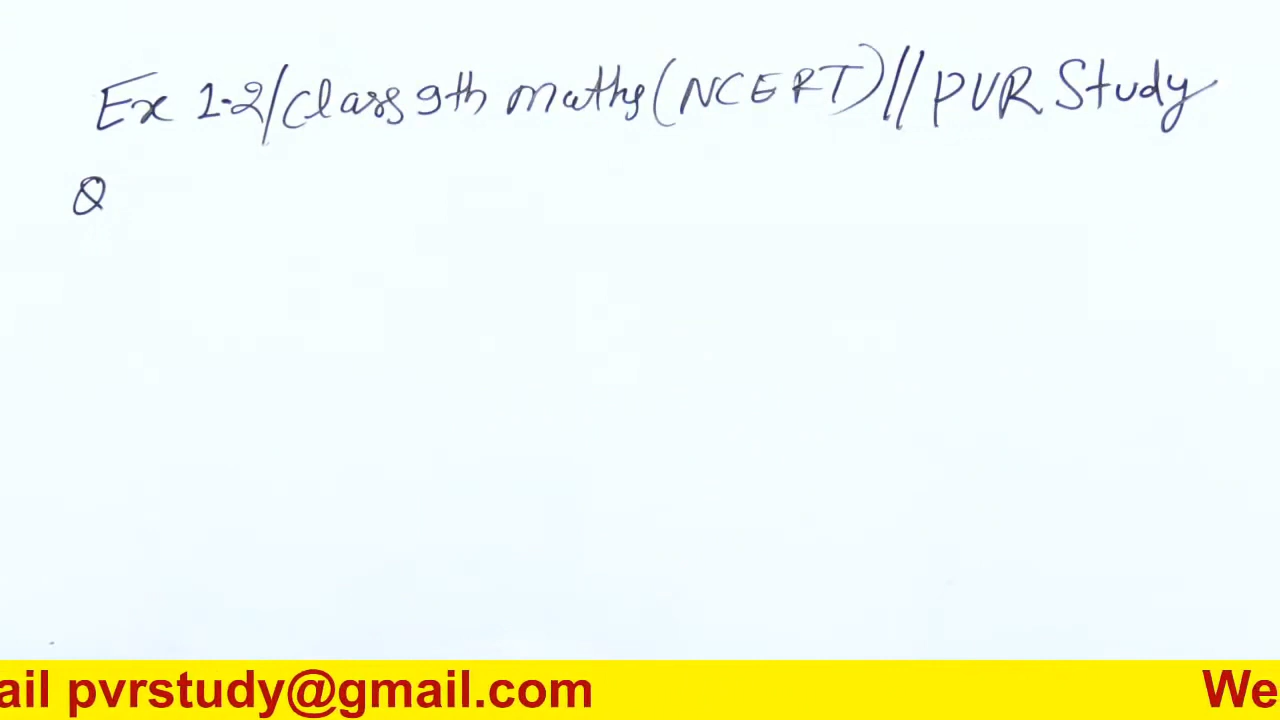 Ex 1.2/Class 9th maths (NCERT)//PVR Study
Q
ail pvrstudy@gmail.com We